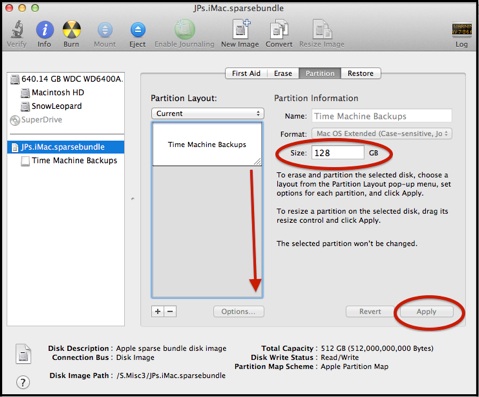 JPs.iMac.sparsebundle
Verify Info Burn Mount Eject Enable Journaling New Image Convert Resize Image Log
640.14 GB WDC WD6400A...
Macintosh HD
SnowLeopard
SuperDrive
JPs.iMac.sparsebundle
Time Machine Backups
First Aid Erase Partition Restore
Partition Layout:
Current
Time Machine Backups
+ − Options...
Partition Information
Name: Time Machine Backups
Format: Mac OS Extended (Case-sensitive, Jo
Size: 128 GB
To erase and partition the selected disk, choose a
layout from the Partition Layout pop-up menu, set
options for each partition, and click Apply.
To resize a partition on the selected disk, drag its
resize control and click Apply.
The selected partition won't be changed.
Revert Apply
Disk Description : Apple sparse bundle disk image
Connection Bus : Disk Image
Disk Image Path : /S.Misc3/JPs.iMac.sparsebundle
Total Capacity : 512 GB (512,000,000,000 Bytes)
Disk Write Status : Read/Write
Partition Map Scheme : Apple Partition Map
?